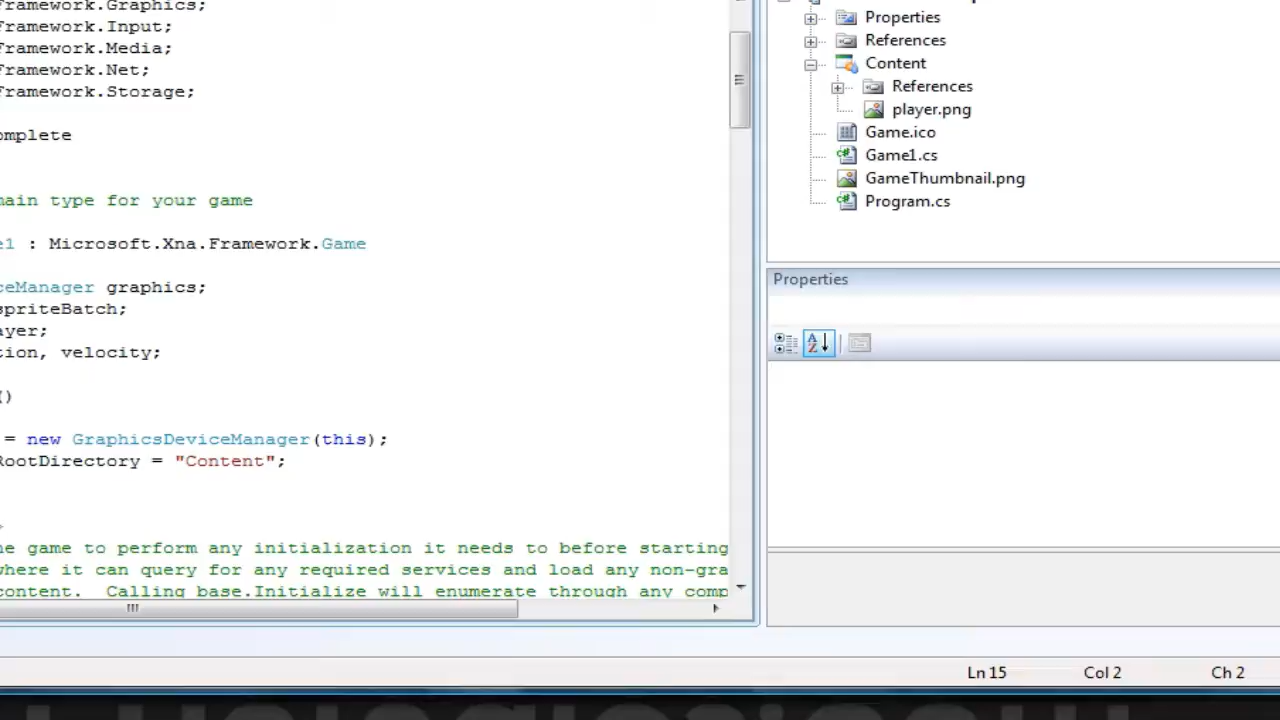 Framework.Graphics;
Framework.Input;
Framework.Media;
Framework.Net;
Framework.Storage;
omplete
main type for your game
e1 : Microsoft.Xna.Framework.Game
ceManager graphics;
spriteBatch;
ayer;
tion, velocity;
()
= new GraphicsDeviceManager(this);
RootDirectory = "Content";
>
he game to perform any initialization it needs to before starting
where it can query for any required services and load any non-gra
content.  Calling base.Initialize will enumerate through any comp
Properties
References
Content
References
player.png
Game.ico
Game1.cs
GameThumbnail.png
Program.cs
Properties
Ln 15
Col 2
Ch 2